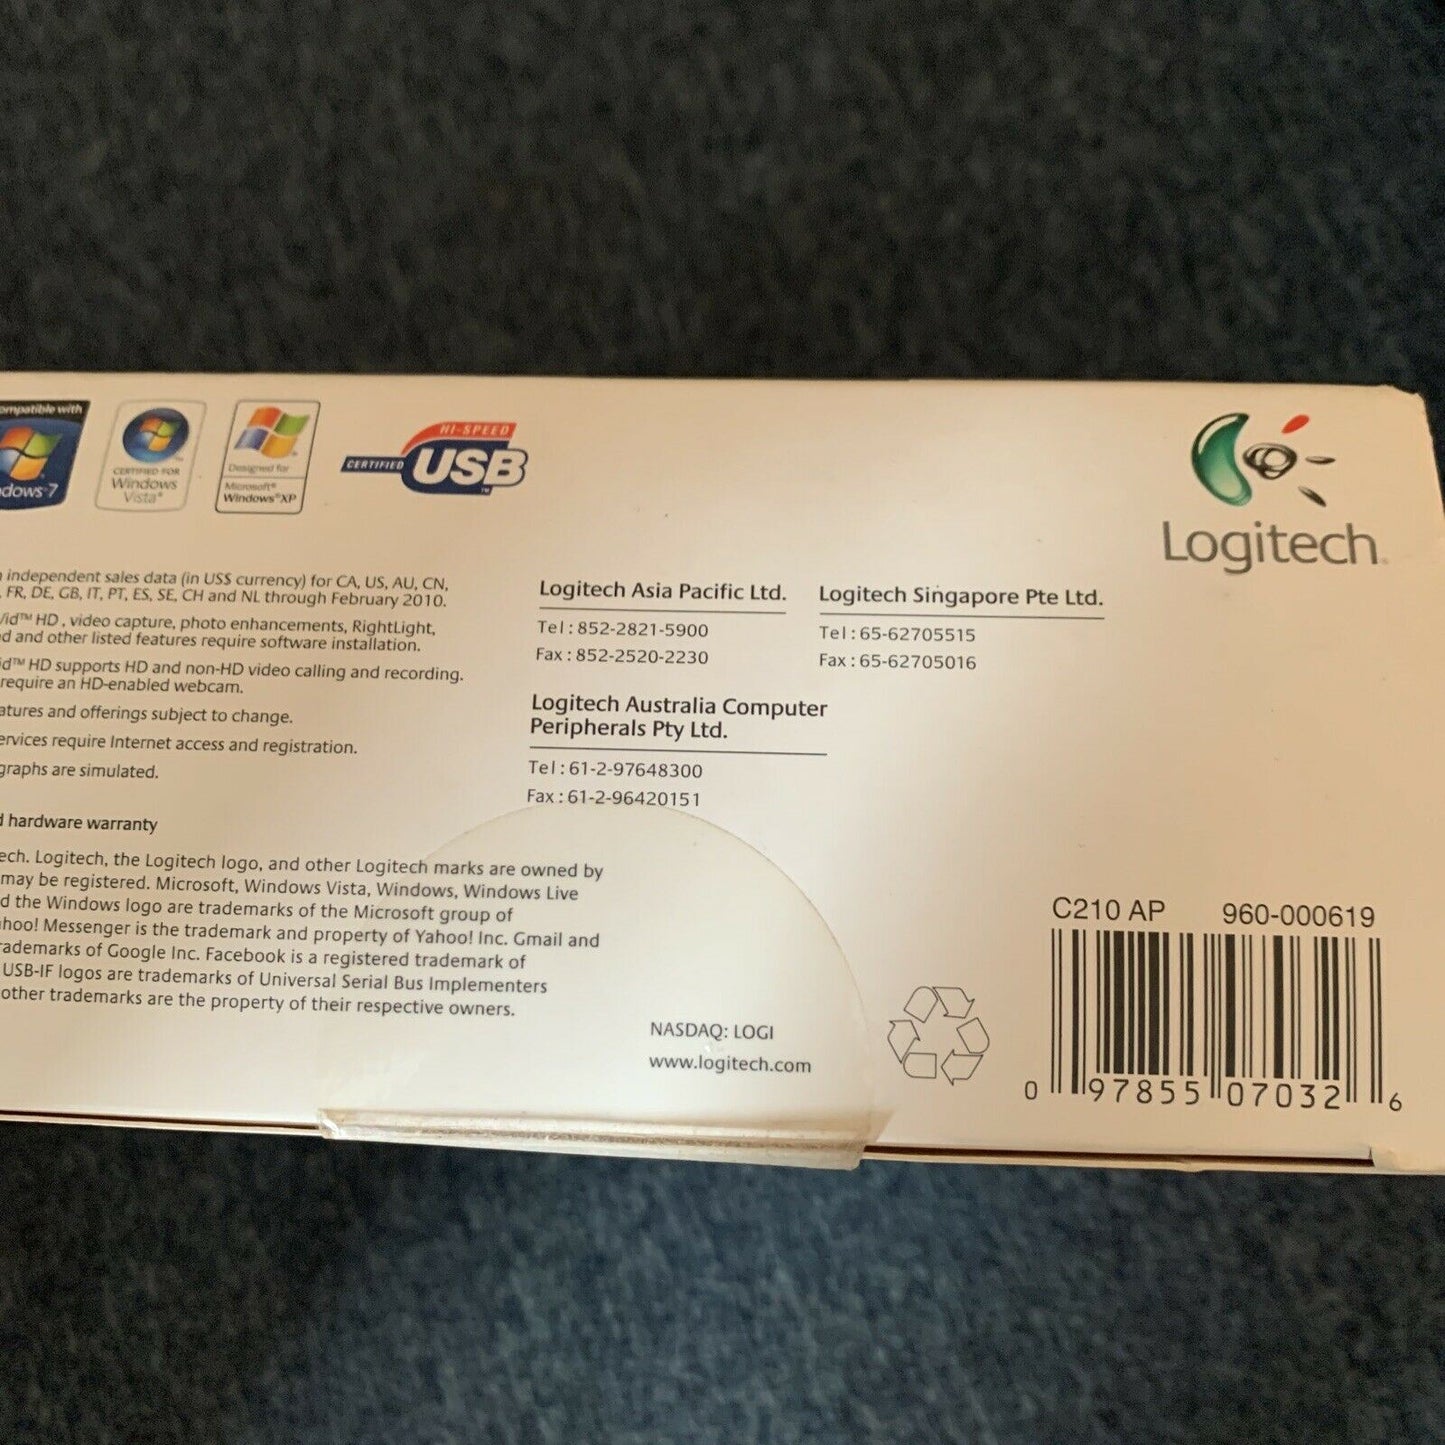 ompatible with
dows 7
CERTIFIED FOR
Windows
Vista®
Designed for
Microsoft®
Windows®XP
HI-SPEED
CERTIFIED
USB™
Logitech
independent sales data (in US$ currency) for CA, US, AU, CN,
FR, DE, GB, IT, PT, ES, SE, CH and NL through February 2010.
Vid™ HD , video capture, photo enhancements, RightLight,
d and other listed features require software installation.
id™ HD supports HD and non-HD video calling and recording.
require an HD-enabled webcam.
atures and offerings subject to change.
ervices require Internet access and registration.
graphs are simulated.
d hardware warranty
ech. Logitech, the Logitech logo, and other Logitech marks are owned by
may be registered. Microsoft, Windows Vista, Windows, Windows Live
d the Windows logo are trademarks of the Microsoft group of
ahoo! Messenger is the trademark and property of Yahoo! Inc. Gmail and
rademarks of Google Inc. Facebook is a registered trademark of
USB-IF logos are trademarks of Universal Serial Bus Implementers
other trademarks are the property of their respective owners.
Logitech Asia Pacific Ltd.
Tel : 852-2821-5900
Fax : 852-2520-2230
Logitech Singapore Pte Ltd.
Tel : 65-62705515
Fax : 65-62705016
Logitech Australia Computer
Peripherals Pty Ltd.
Tel : 61-2-97648300
Fax : 61-2-96420151
NASDAQ: LOGI
www.logitech.com
C210 AP 960-000619
0 97855 07032 6